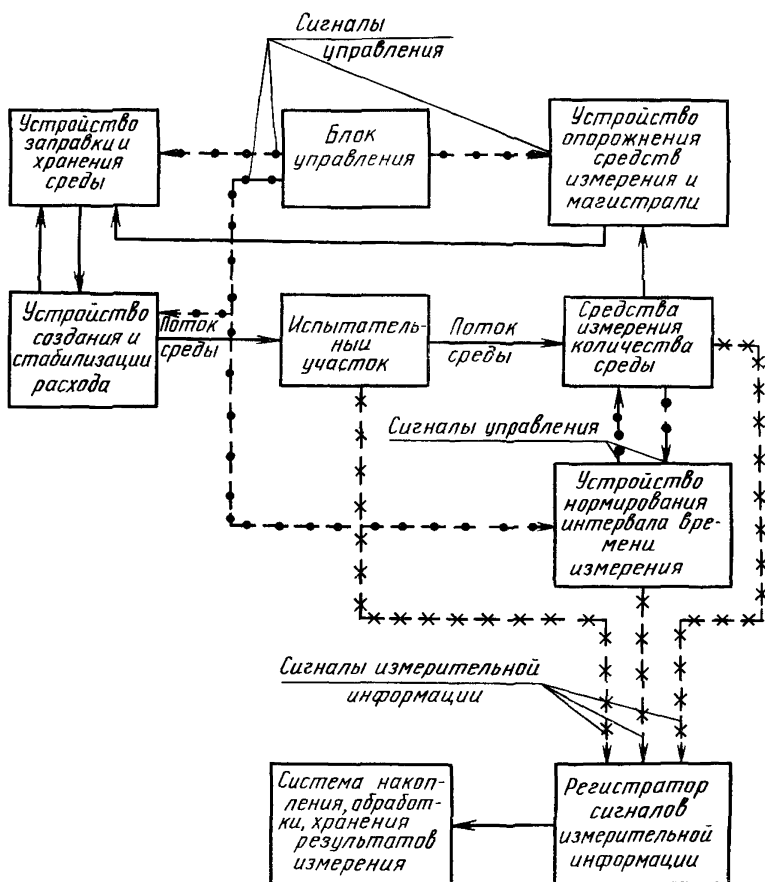 Сигналы
управления
Устройство
заправки и
хранения
среды
Блок
управления
Устройство
опорожнения
средств
измерения и
магистрали
Устройство
создания и
стабилизации
расхода
Поток
среды
Испытатель-
ный
участок
Поток
среды
Средства
измерения
количества
среды
Сигналы управления
Устройство
нормирования
интервала вре-
мени
измерения
Сигналы измерительной
информации
Система накоп-
ления, обработ-
ки, хранения
результатов
измерения
Регистратор
сигналов
измерительной
информации